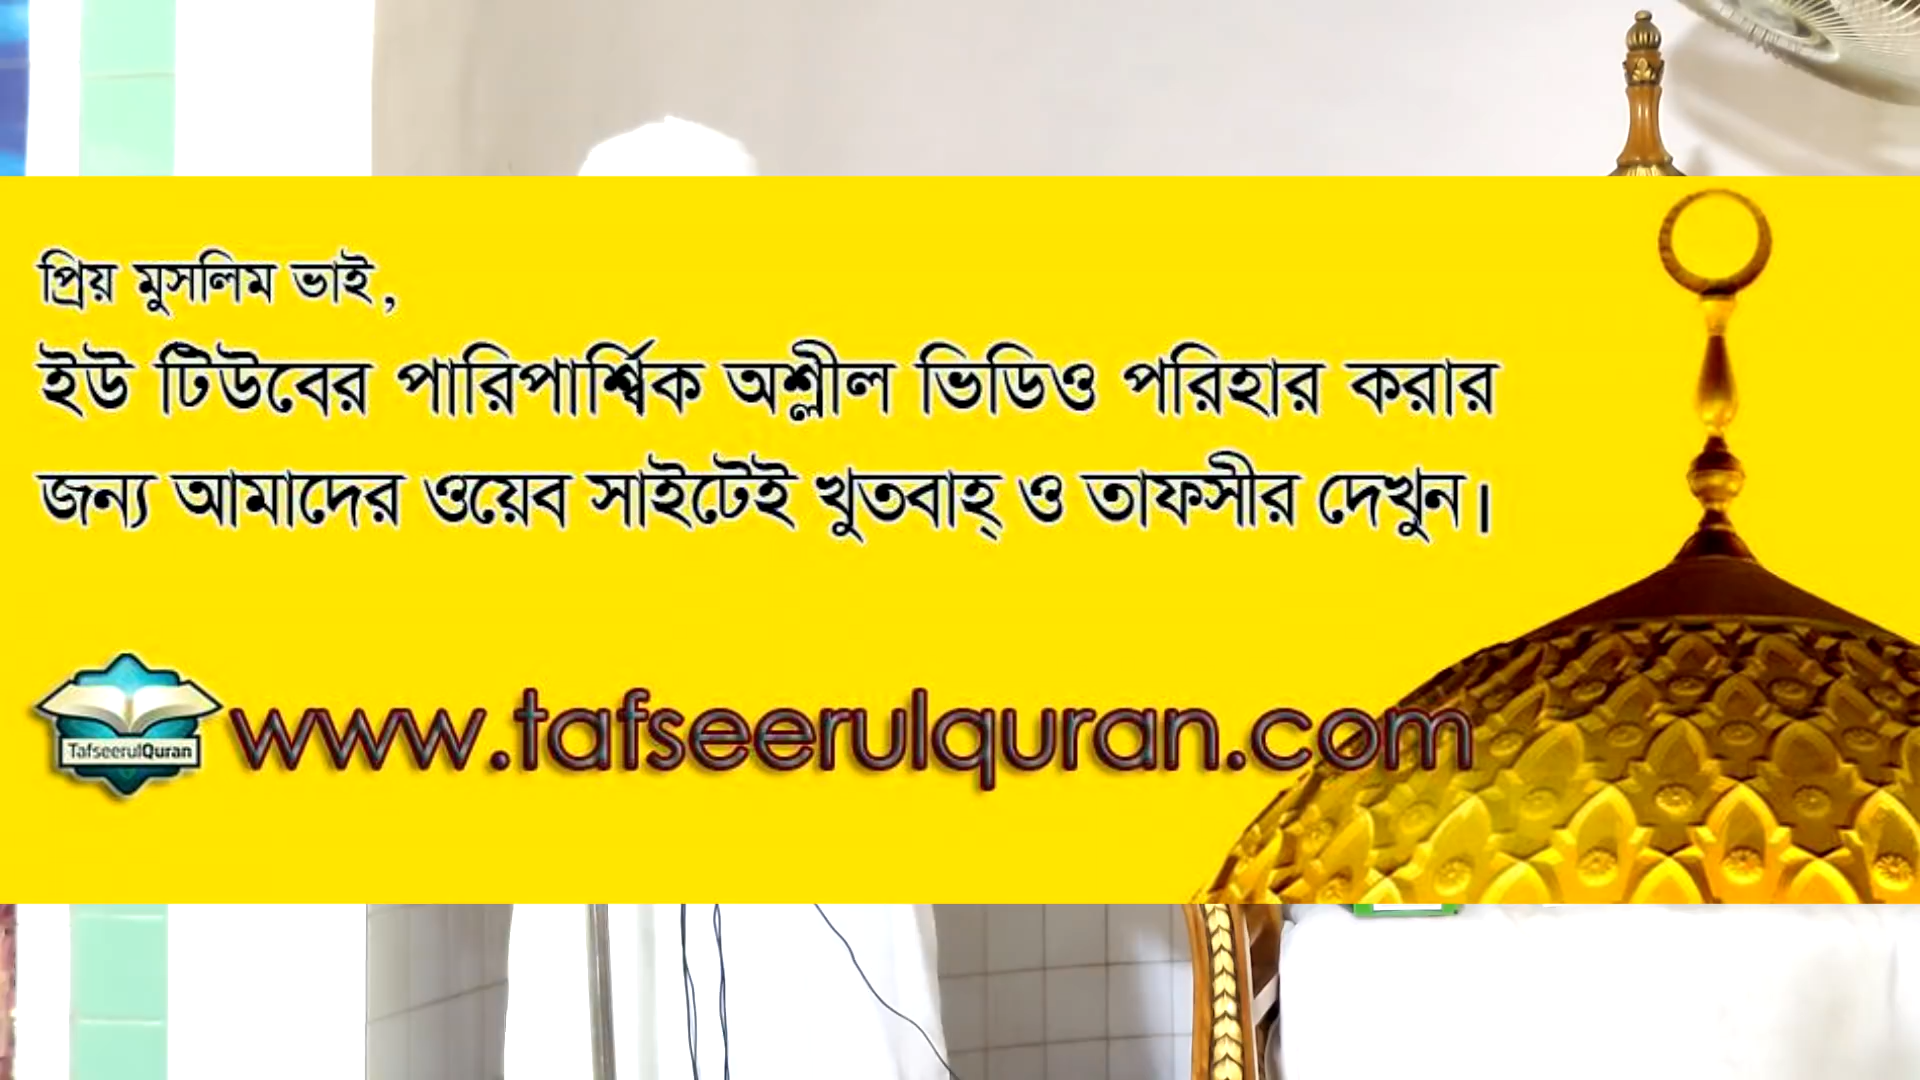 প্রিয় মুসলিম ভাই,
ইউ টিউবের পারিপার্শ্বিক অশ্লীল ভিডিও পরিহার করার
জন্য আমাদের ওয়েব সাইটেই খুতবাহ্ ও তাফসীর দেখুন।
TafseerulQuran
www.tafseerulquran.com